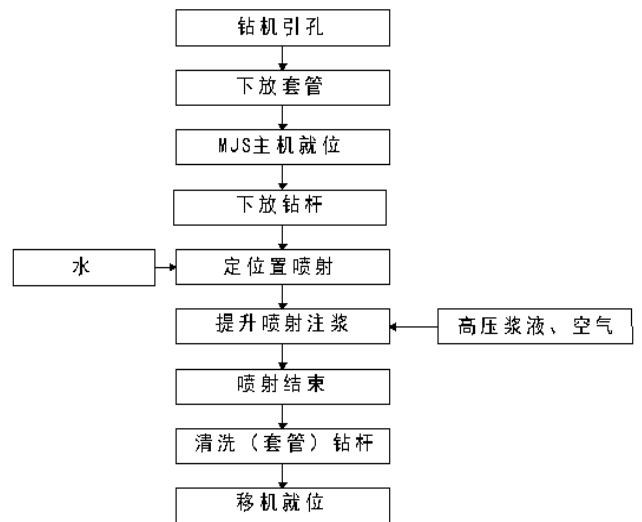 钻机引孔
下放套管
MJS主机就位
下放钻杆
水
定位置喷射
提升喷射注浆
高压浆液、空气
喷射结束
清洗（套管）钻杆
移机就位